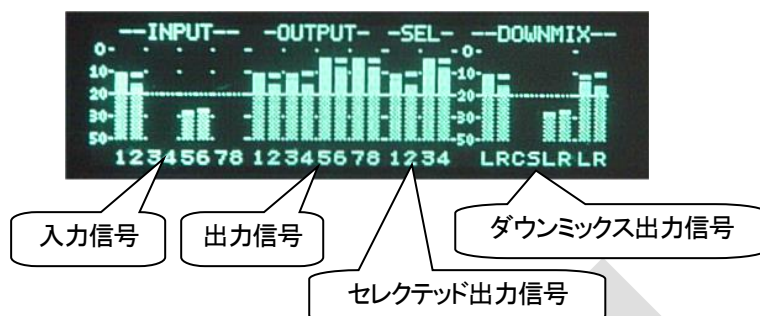 --INPUT-- -OUTPUT- -SEL- --DOWNMIX--
0- -0-
10- -10-
20- -20-
30- -30-
50- -50-
12345678 12345678 1234 LRCSLR LR
入力信号
出力信号
ダウンミックス出力信号
セレクテッド出力信号